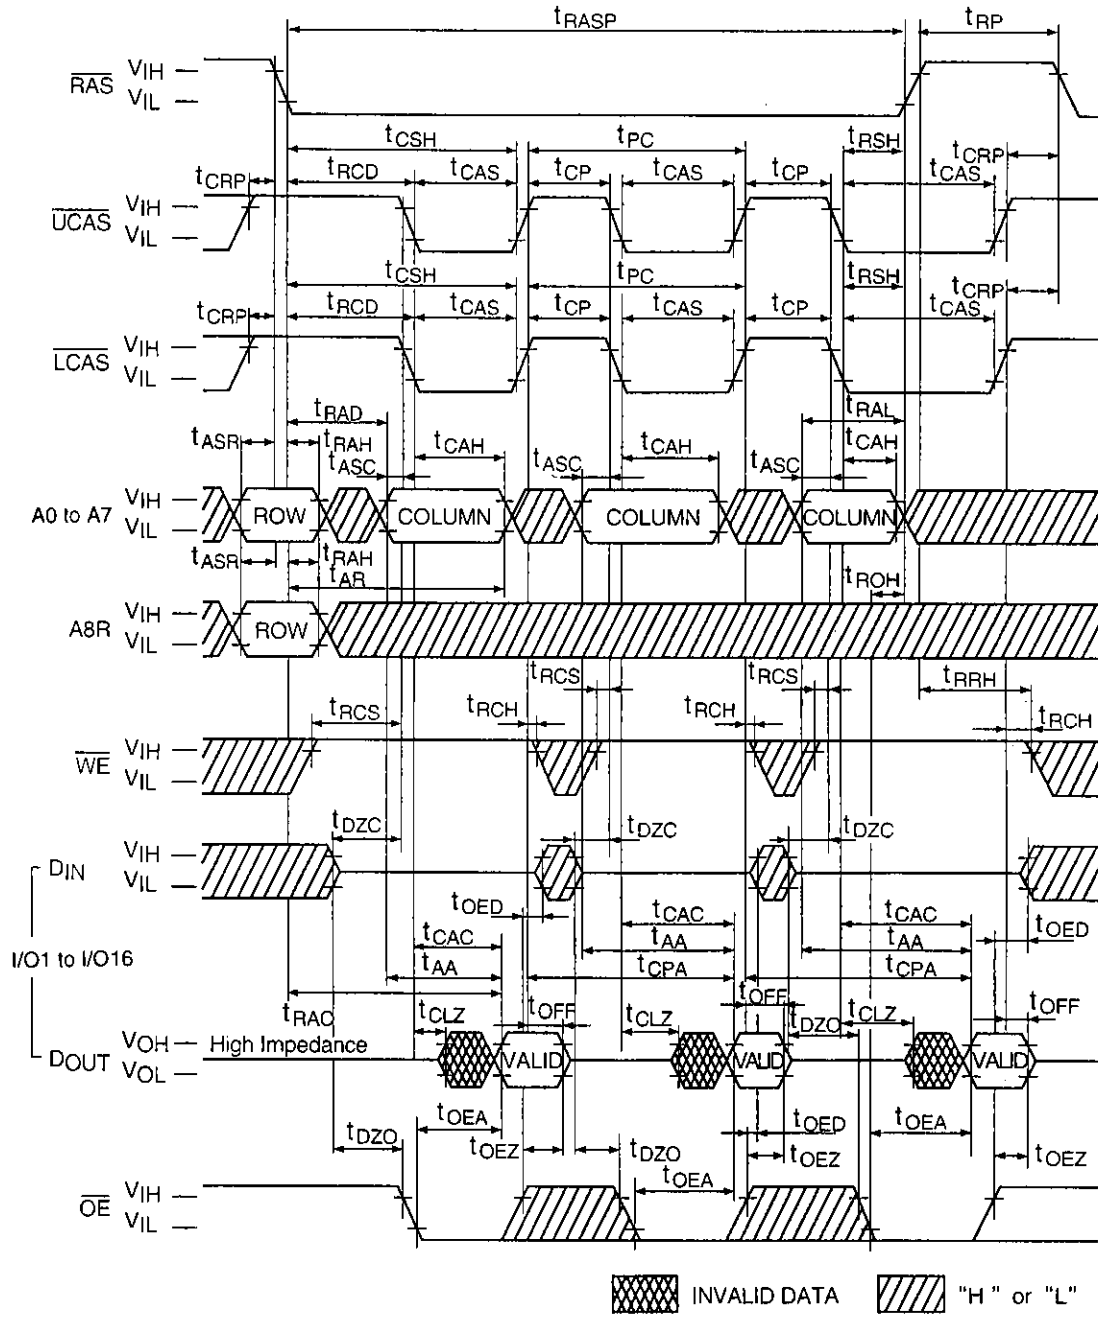 tRASP tRP
RAS VIH
VIL
tCSH tPC tRSH
tCRP tRCD tCAS tCP tCAS tCP tCAS tCRP
UCAS VIH
VIL
tCSH tPC tRSH
tCRP tRCD tCAS tCP tCAS tCP tCAS tCRP
LCAS VIH
VIL
tRAD tRAL
tASR tRAH tASC tCAH tASC tCAH tASC tCAH
A0 to A7 VIH
VIL
ROW COLUMN COLUMN COLUMN
tASR tRAH
tAR tROH
A8R VIH
VIL
ROW
tRCS tRCS tRRH
tRCS tRCH tRCH tRCH
WE VIH
VIL
tDZC tDZC tDZC
DIN VIH
VIL
tOED tCAC tCAC tOED
I/O1 to I/O16
tCAC tAA tAA
tAA tCPA tCPA
tRAC tCLZ tOFF tCLZ tOFF tDZO tCLZ tOFF
DOUT VOH
VOL
High Impedance VALID VALID VALID
tDZO tOEA tOEZ tDZO tOEA tOED tOEZ tOEA tOEZ
OE VIH
VIL
INVALID DATA "H" or "L"